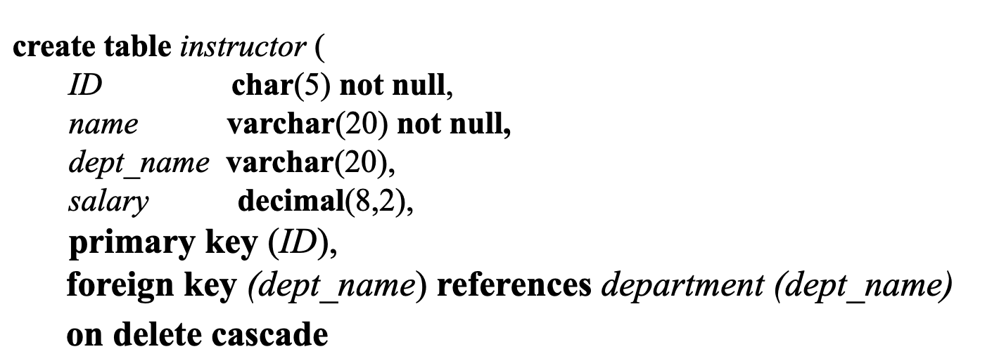 create table instructor (
ID char(5) not null,
name varchar(20) not null,
dept_name varchar(20),
salary decimal(8,2),
primary key (ID),
foreign key (dept_name) references department (dept_name)
on delete cascade